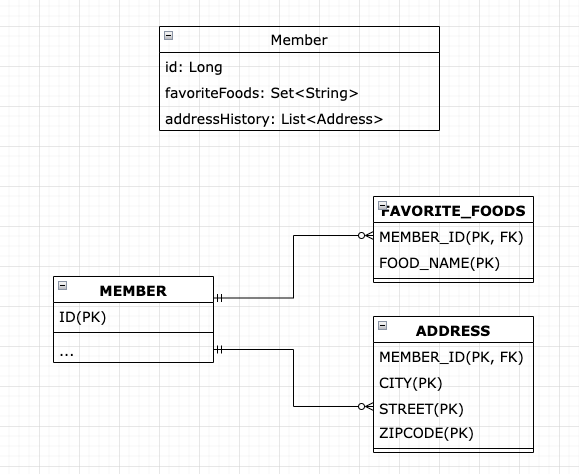 Member
id: Long
favoriteFoods: Set<String>
addressHistory: List<Address>
FAVORITE_FOODS
MEMBER_ID(PK, FK)
FOOD_NAME(PK)
MEMBER
ID(PK)
...
ADDRESS
MEMBER_ID(PK, FK)
CITY(PK)
STREET(PK)
ZIPCODE(PK)